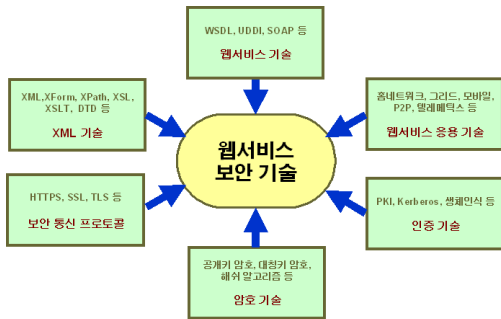 WSDL, UDDI, SOAP 등
웹서비스 기술
XML,XForm, XPath, XSL,
XSLT, DTD 등
XML 기술
홈네트워크, 그리드, 모바일,
P2P, 텔레메틱스 등
웹서비스 응용 기술
웹서비스
보안 기술
HTTPS, SSL, TLS 등
보안 통신 프로토콜
PKI, Kerberos, 생체인식 등
인증 기술
공개키 암호, 대칭키 암호,
해쉬 알고리즘 등
암호 기술